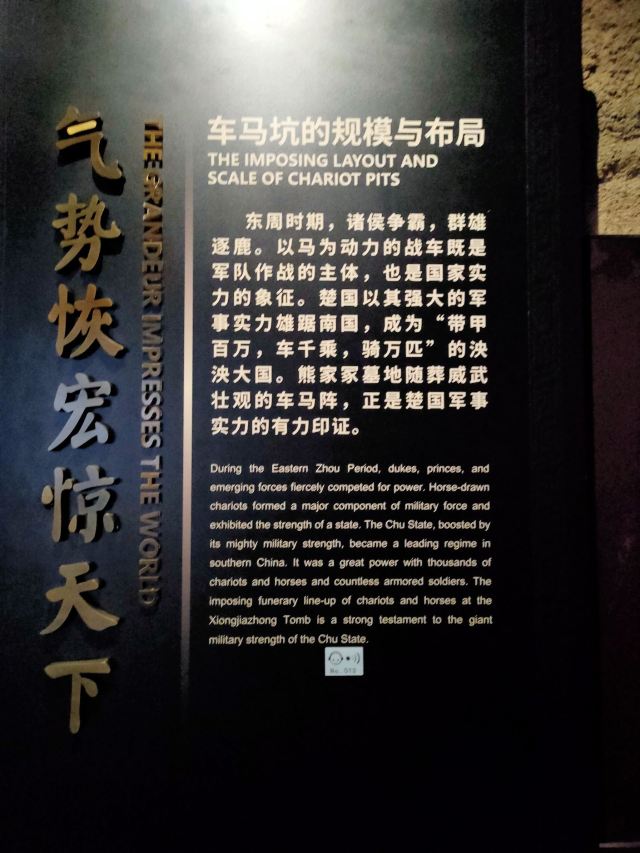 气势恢宏惊天下
THE GRANDEUR IMPRESSES THE WORLD
车马坑的规模与布局
THE IMPOSING LAYOUT AND
SCALE OF CHARIOT PITS
东周时期，诸侯争霸，群雄
逐鹿。以马为动力的战车既是
军队作战的主体，也是国家实
力的象征。楚国以其强大的军
事实力雄踞南国，成为“带甲
百万，车千乘，骑万匹”的泱
泱大国。熊家冢墓地随葬威武
壮观的车马阵，正是楚国军事
实力的有力印证。
During the Eastern Zhou Period, dukes, princes, and
emerging forces fiercely competed for power. Horse-drawn
chariots formed a major component of military force and
exhibited the strength of a state. The Chu State, boosted by
its mighty military strength, became a leading regime in
southern China. It was a great power with thousands of
chariots and horses and countless armored soldiers. The
imposing funerary line-up of chariots and horses at the
Xiongjiazhong Tomb is a strong testament to the giant
military strength of the Chu State.